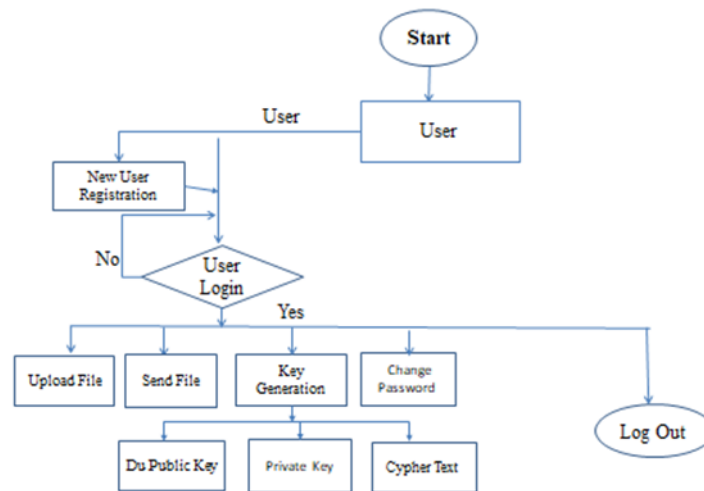 Start
User
User
New User
Registration
No
User
Login
Yes
Upload File
Send File
Key
Generation
Change
Password
Log Out
Du Public Key
Private Key
Cypher Text